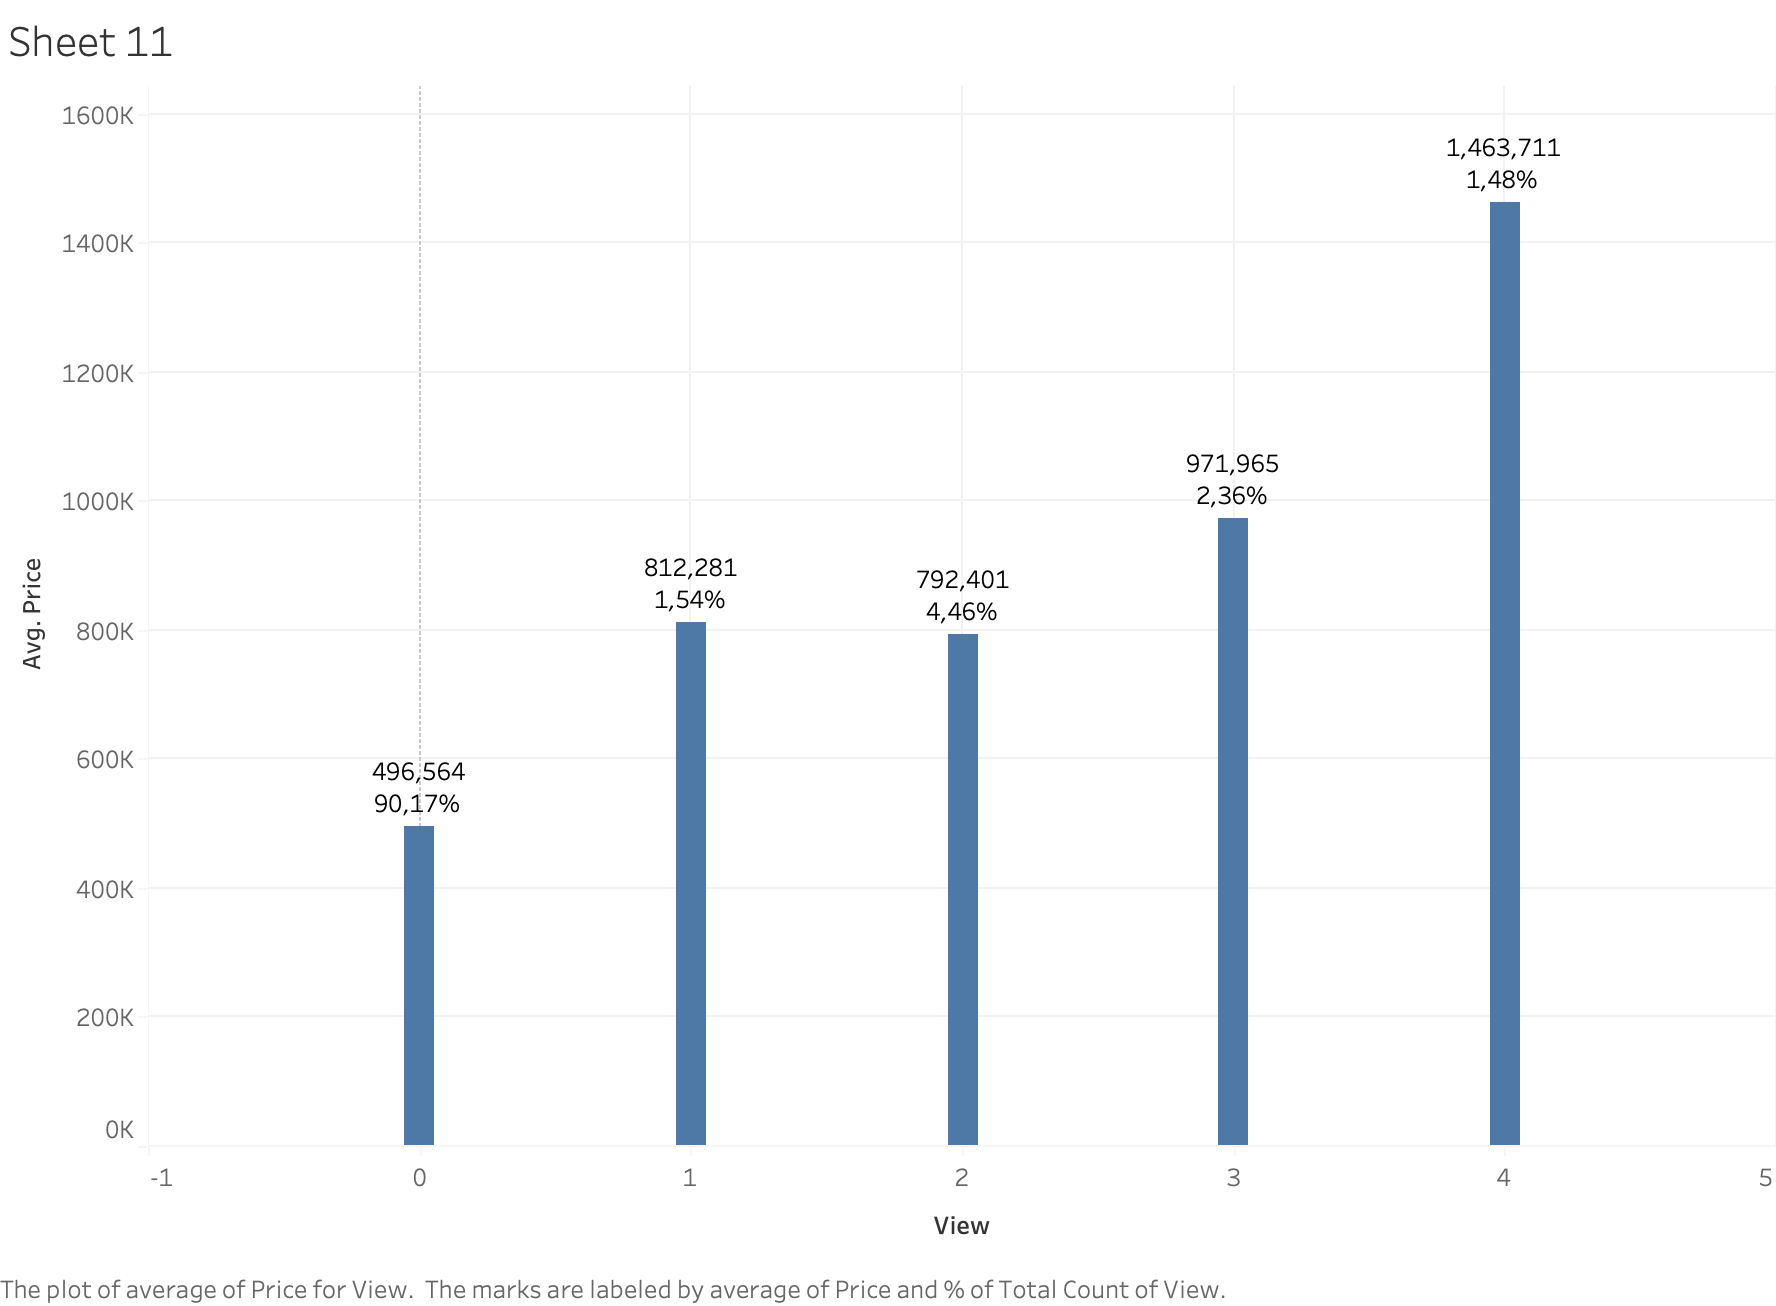 Sheet 11
1600K
1400K
1200K
1000K
800K
600K
400K
200K
0K
Avg. Price
496,564
90,17%
812,281
1,54%
792,401
4,46%
971,965
2,36%
1,463,711
1,48%
-1 0 1 2 3 4 5
View
The plot of average of Price for View.  The marks are labeled by average of Price and % of Total Count of View.